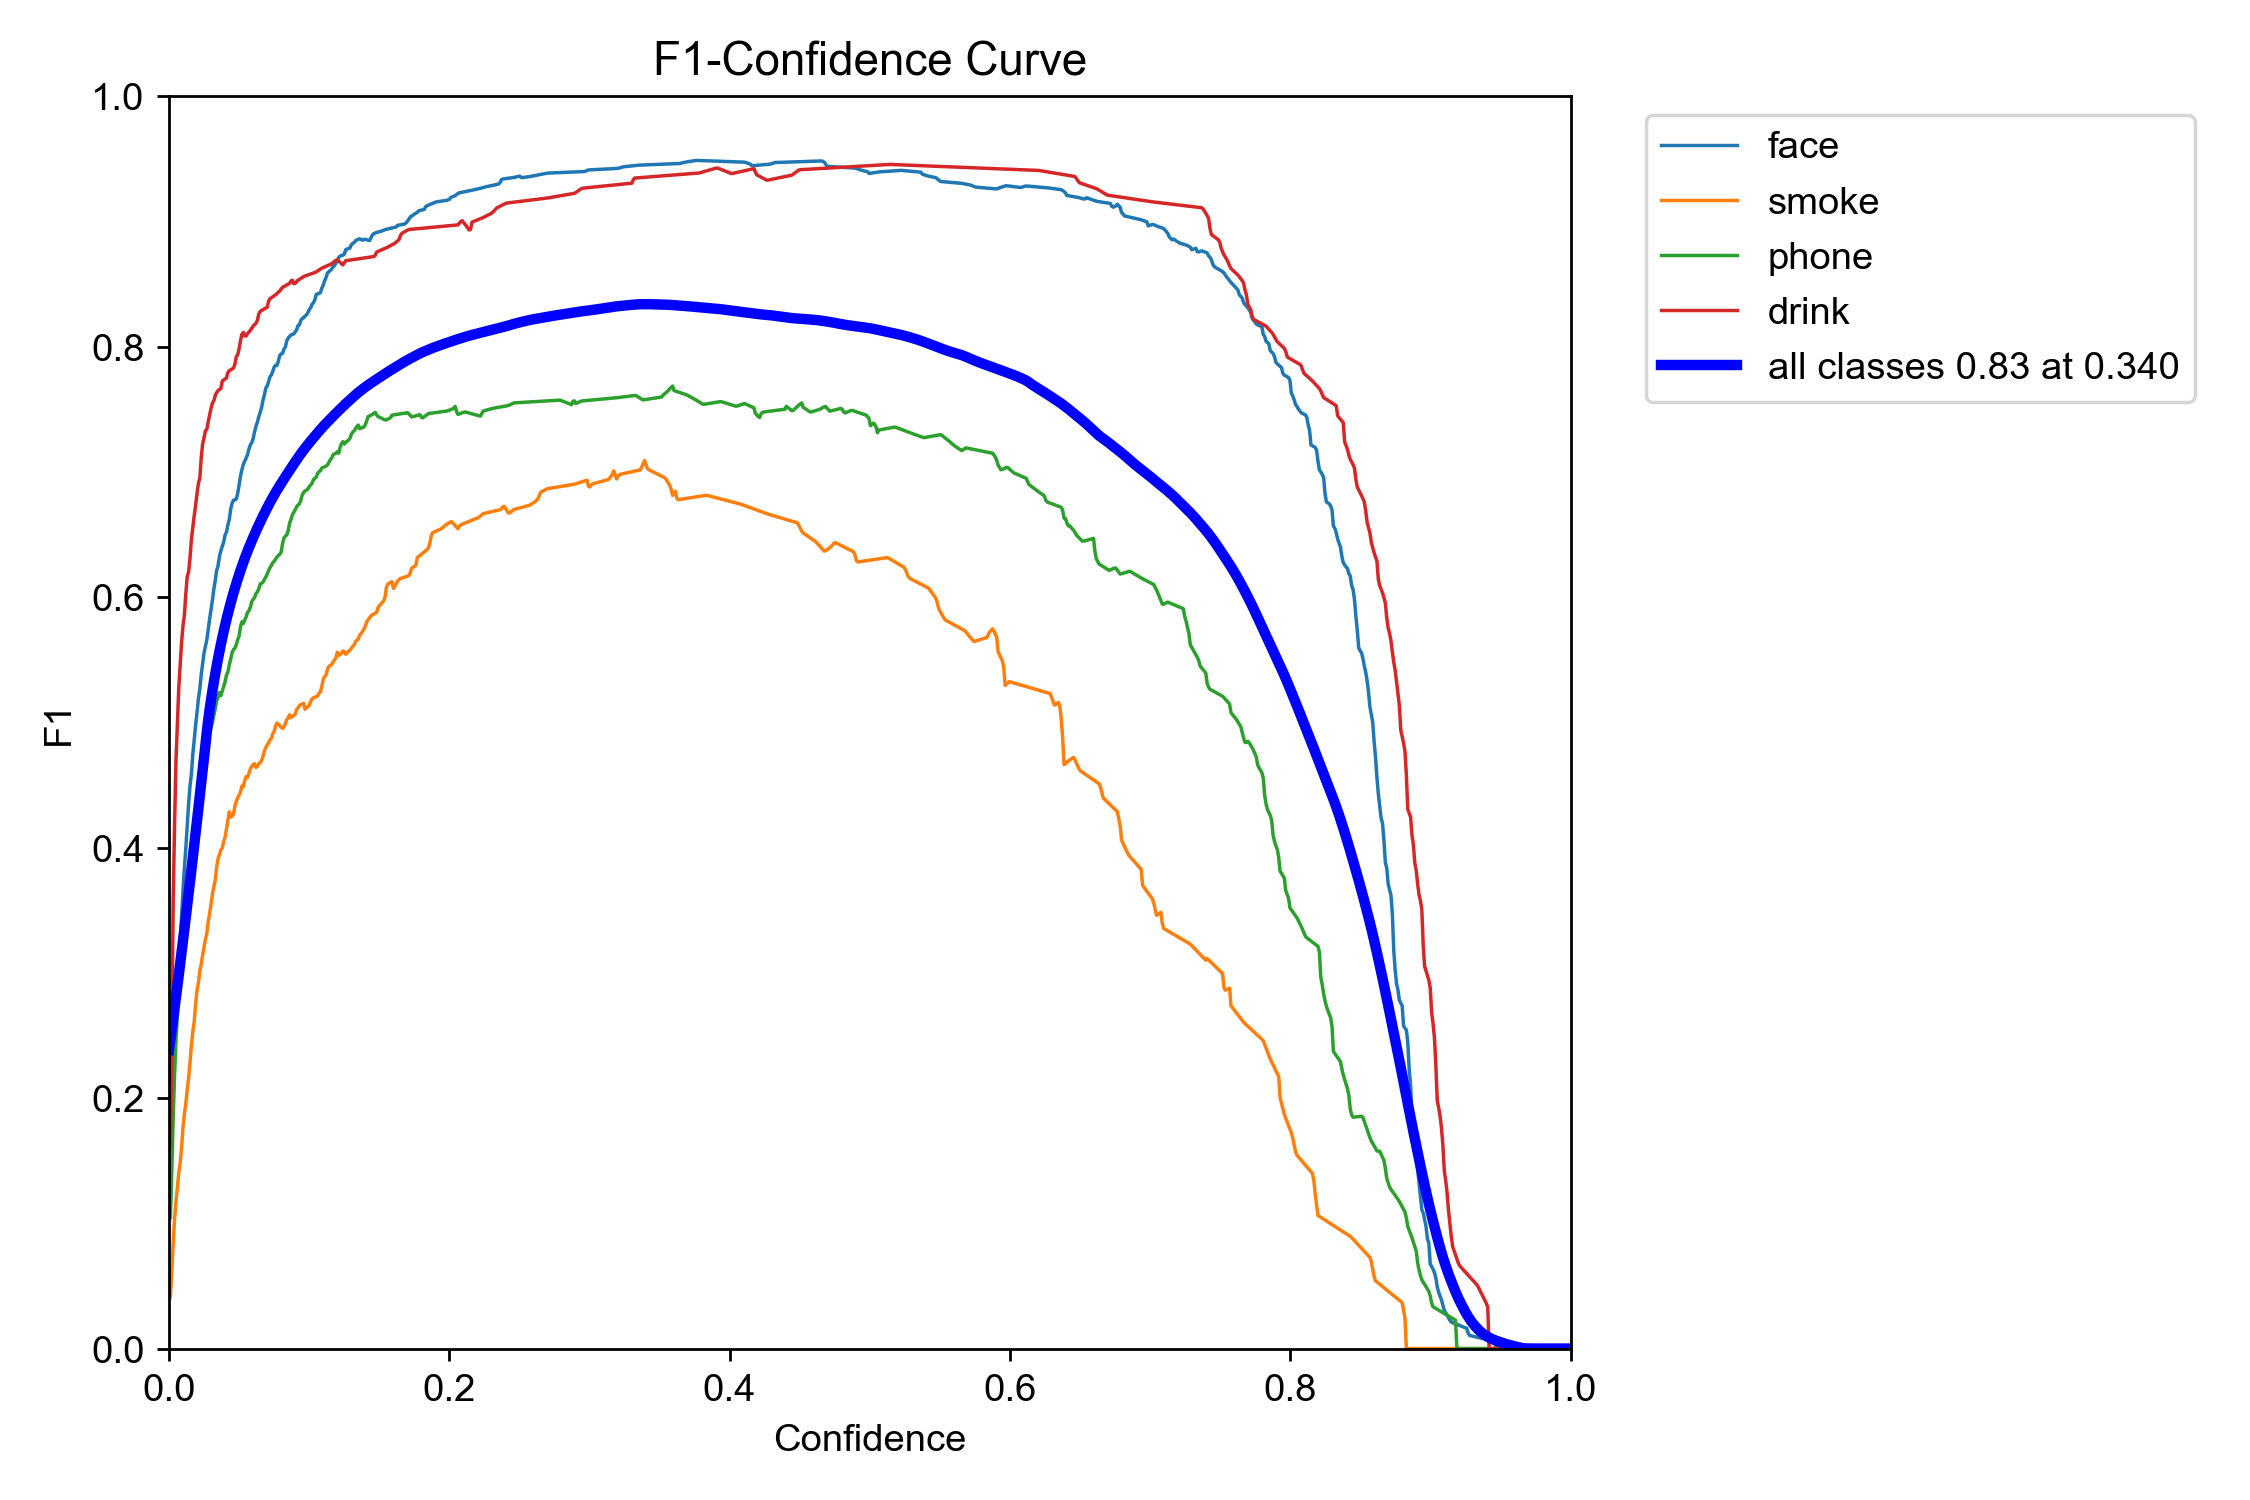 F1-Confidence Curve
1.0
0.8
0.6
0.4
0.2
0.0
F1
0.0 0.2 0.4 0.6 0.8 1.0
Confidence
face
smoke
phone
drink
all classes 0.83 at 0.340